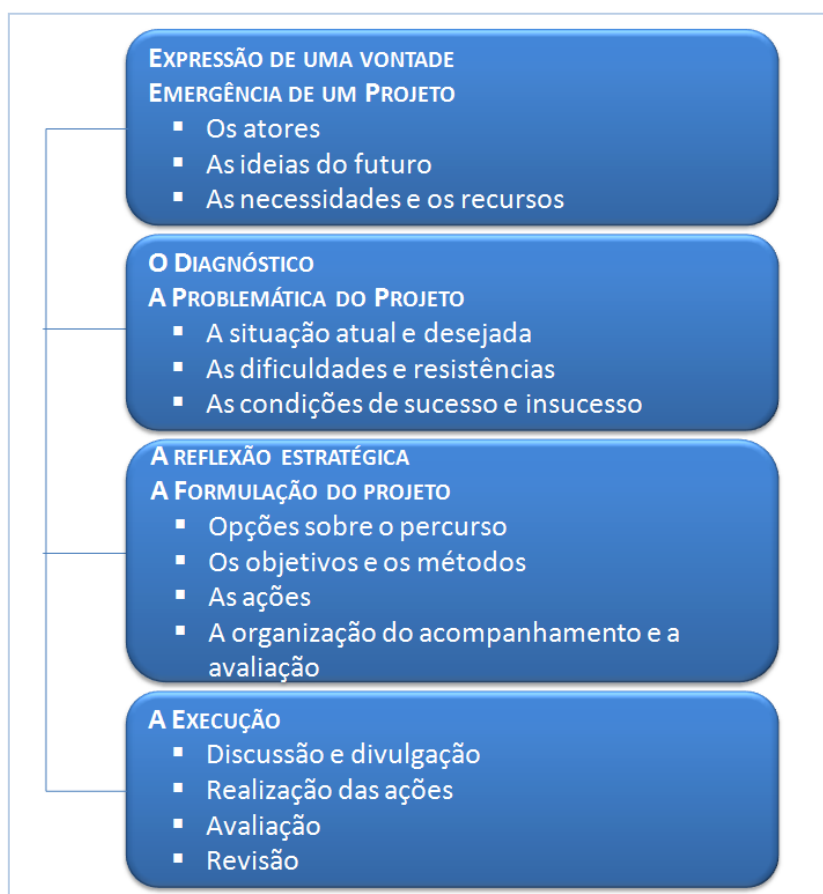 EXPRESSÃO DE UMA VONTADE
EMERGÊNCIA DE UM PROJETO
▪ Os atores
▪ As ideias do futuro
▪ As necessidades e os recursos
O DIAGNÓSTICO
A PROBLEMÁTICA DO PROJETO
▪ A situação atual e desejada
▪ As dificuldades e resistências
▪ As condições de sucesso e insucesso
A REFLEXÃO ESTRATÉGICA
A FORMULAÇÃO DO PROJETO
▪ Opções sobre o percurso
▪ Os objetivos e os métodos
▪ As ações
▪ A organização do acompanhamento e a
avaliação
A EXECUÇÃO
▪ Discussão e divulgação
▪ Realização das ações
▪ Avaliação
▪ Revisão